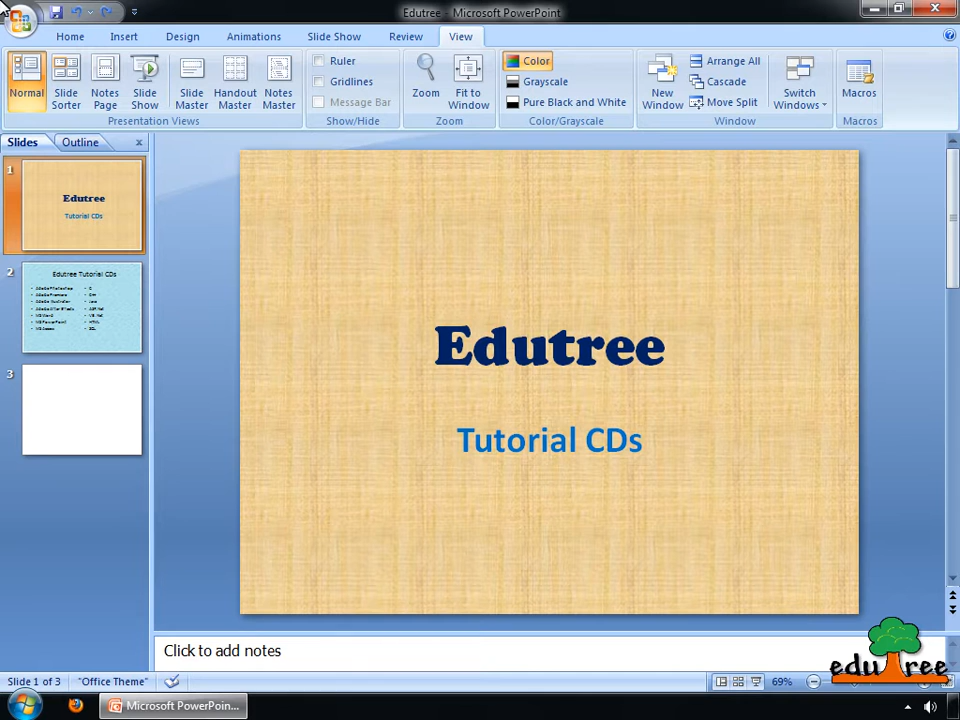 Edutree - Microsoft PowerPoint
Home Insert Design Animations Slide Show Review View
Normal
Slide Sorter
Notes Page
Slide Show
Slide Master
Handout Master
Notes Master
Presentation Views
Ruler
Gridlines
Message Bar
Show/Hide
Zoom
Fit to Window
Zoom
Color
Grayscale
Pure Black and White
Color/Grayscale
New Window
Arrange All
Cascade
Move Split
Switch Windows
Window
Macros
Macros
Slides Outline
1
Edutree
Tutorial CDs
2
Edutree Tutorial CDs
3
Edutree
Tutorial CDs
Click to add notes
edutree
Slide 1 of 3 "Office Theme" 69%
Microsoft PowerPoin...